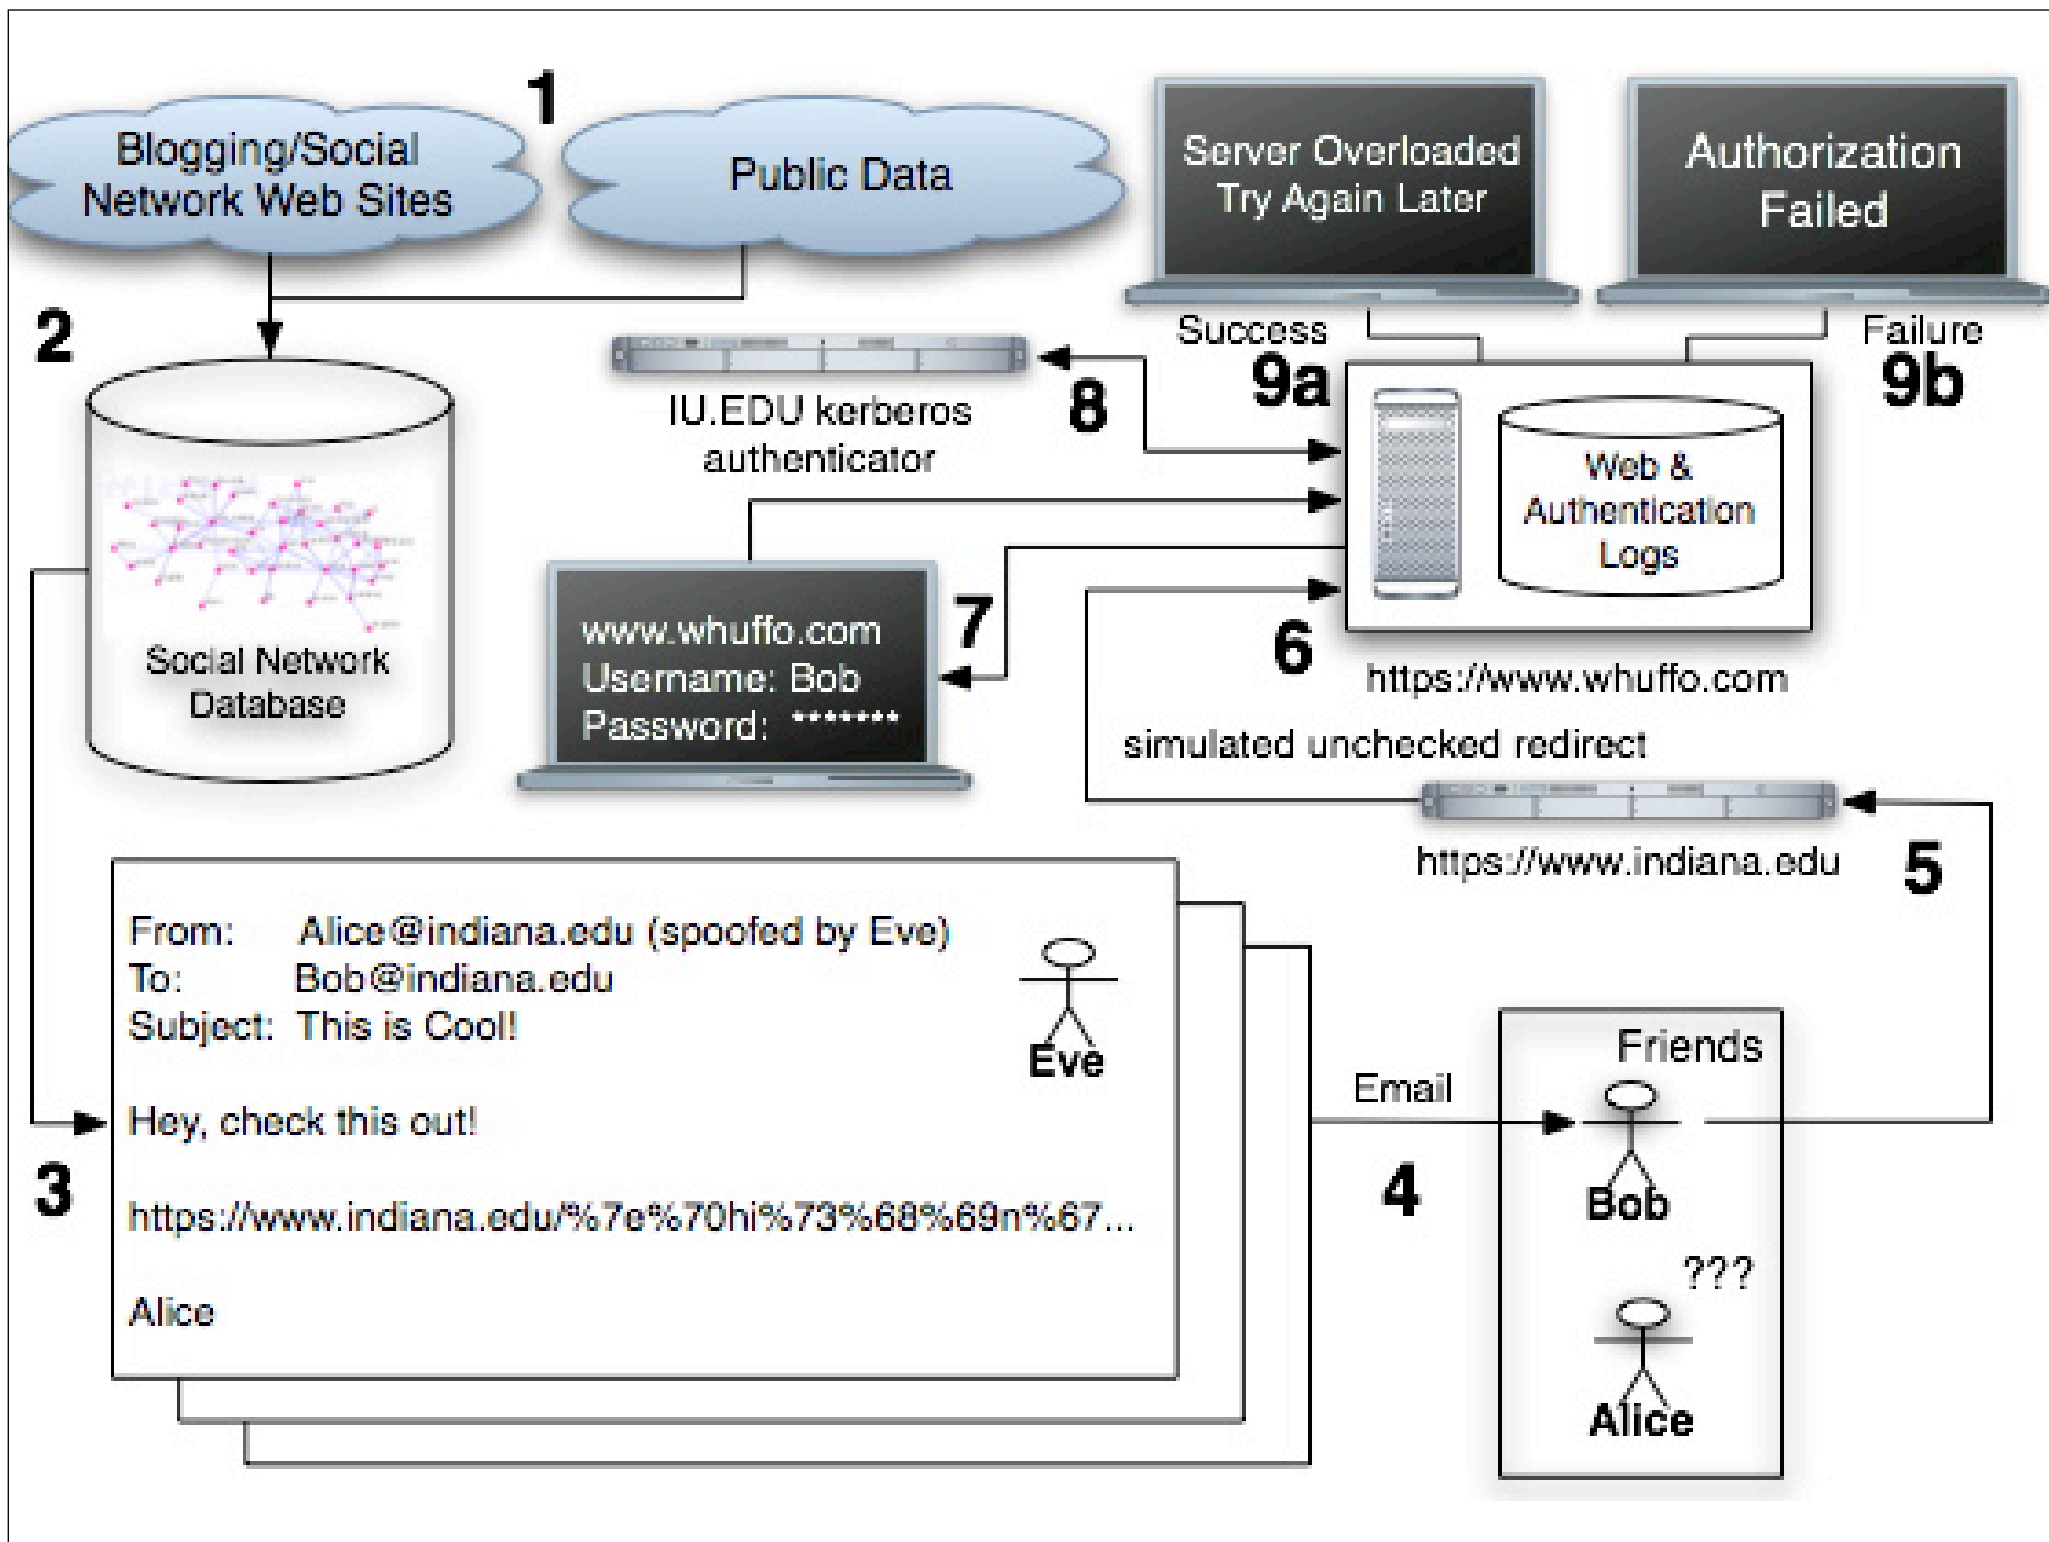 1
Blogging/Social
Network Web Sites
Public Data
Server Overloaded
Try Again Later
Authorization
Failed
2
Success
9a
Failure
9b
8
IU.EDU kerberos
authenticator
Web &
Authentication
Logs
6
https://www.whuffo.com
7
www.whuffo.com
Username: Bob
Password: *******
Social Network
Database
simulated unchecked redirect
https://www.indiana.edu
5
From: Alice@indiana.edu (spoofed by Eve)
To: Bob@indiana.edu
Subject: This is Cool!
Eve
Hey, check this out!
3
https://www.indiana.edu/%7e%70hi%73%68%69n%67...
Alice
Email
4
Friends
Bob
???
Alice